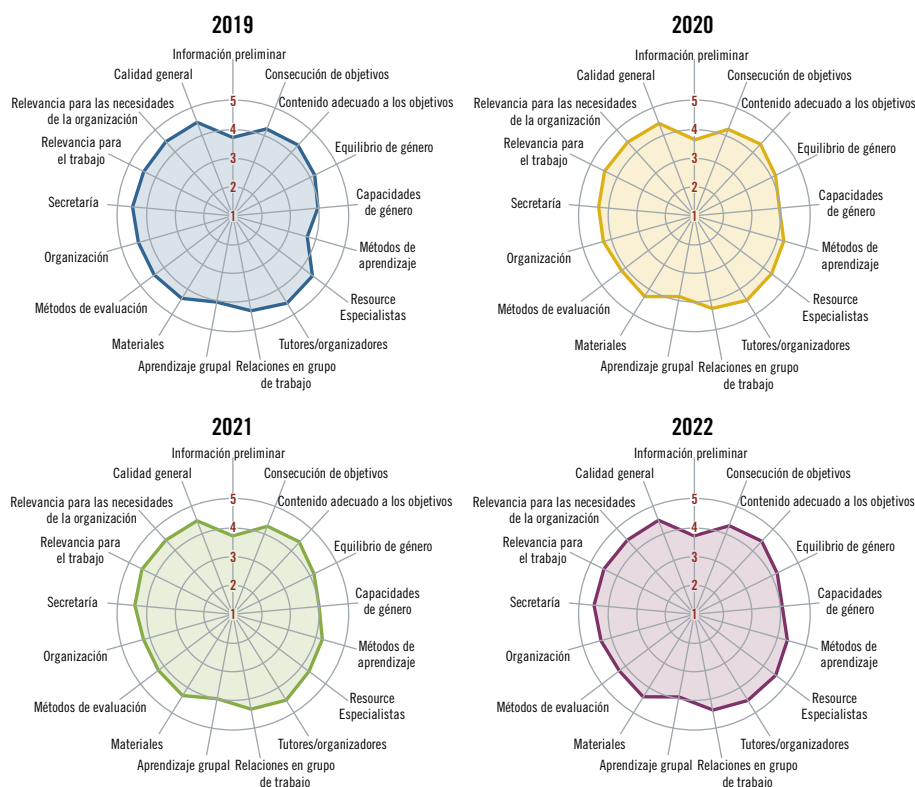 2019
Información preliminar
Consecución de objetivos
Contenido adecuado a los objetivos
Equilibrio de género
Capacidades
de género
Métodos de
aprendizaje
Resource
Especialistas
Tutores/organizadores
Relaciones en grupo
de trabajo
Aprendizaje grupal
Materiales
Métodos de evaluación
Organización
Secretaría
Relevancia para
el trabajo
Relevancia para las necesidades
de la organización
Calidad general
5
4
3
2
1
2020
Información preliminar
Consecución de objetivos
Contenido adecuado a los objetivos
Equilibrio de género
Capacidades
de género
Métodos de
aprendizaje
Resource
Especialistas
Tutores/organizadores
Relaciones en grupo
de trabajo
Aprendizaje grupal
Materiales
Métodos de evaluación
Organización
Secretaría
Relevancia para
el trabajo
Relevancia para las necesidades
de la organización
Calidad general
5
4
3
2
1
2021
Información preliminar
Consecución de objetivos
Contenido adecuado a los objetivos
Equilibrio de género
Capacidades
de género
Métodos de
aprendizaje
Resource
Especialistas
Tutores/organizadores
Relaciones en grupo
de trabajo
Aprendizaje grupal
Materiales
Métodos de evaluación
Organización
Secretaría
Relevancia para
el trabajo
Relevancia para las necesidades
de la organización
Calidad general
5
4
3
2
1
2022
Información preliminar
Consecución de objetivos
Contenido adecuado a los objetivos
Equilibrio de género
Capacidades
de género
Métodos de
aprendizaje
Resource
Especialistas
Tutores/organizadores
Relaciones en grupo
de trabajo
Aprendizaje grupal
Materiales
Métodos de evaluación
Organización
Secretaría
Relevancia para
el trabajo
Relevancia para las necesidades
de la organización
Calidad general
5
4
3
2
1